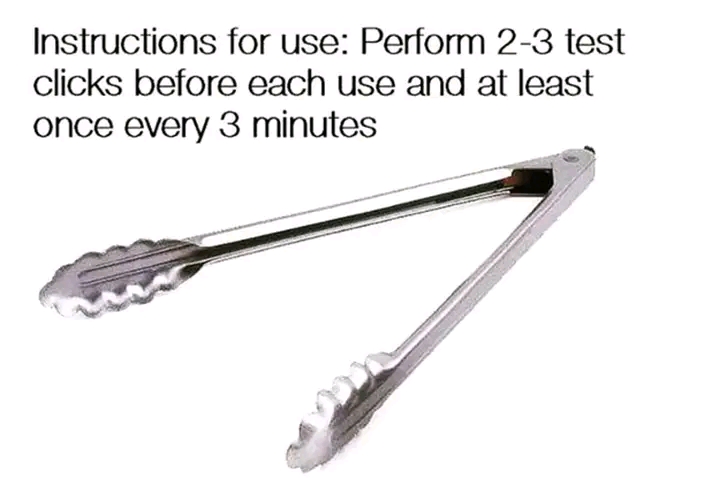 Instructions for use: Perform 2-3 test
clicks before each use and at least
once every 3 minutes